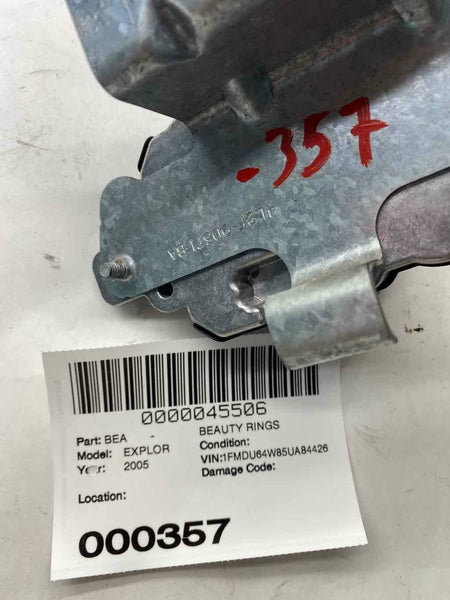 -357
0000045506
Part: BEA - BEAUTY RINGS
Model: EXPLOR Condition:
Year: 2005 VIN:1FMDU64W85UA84426
Damage Code:
Location:
000357